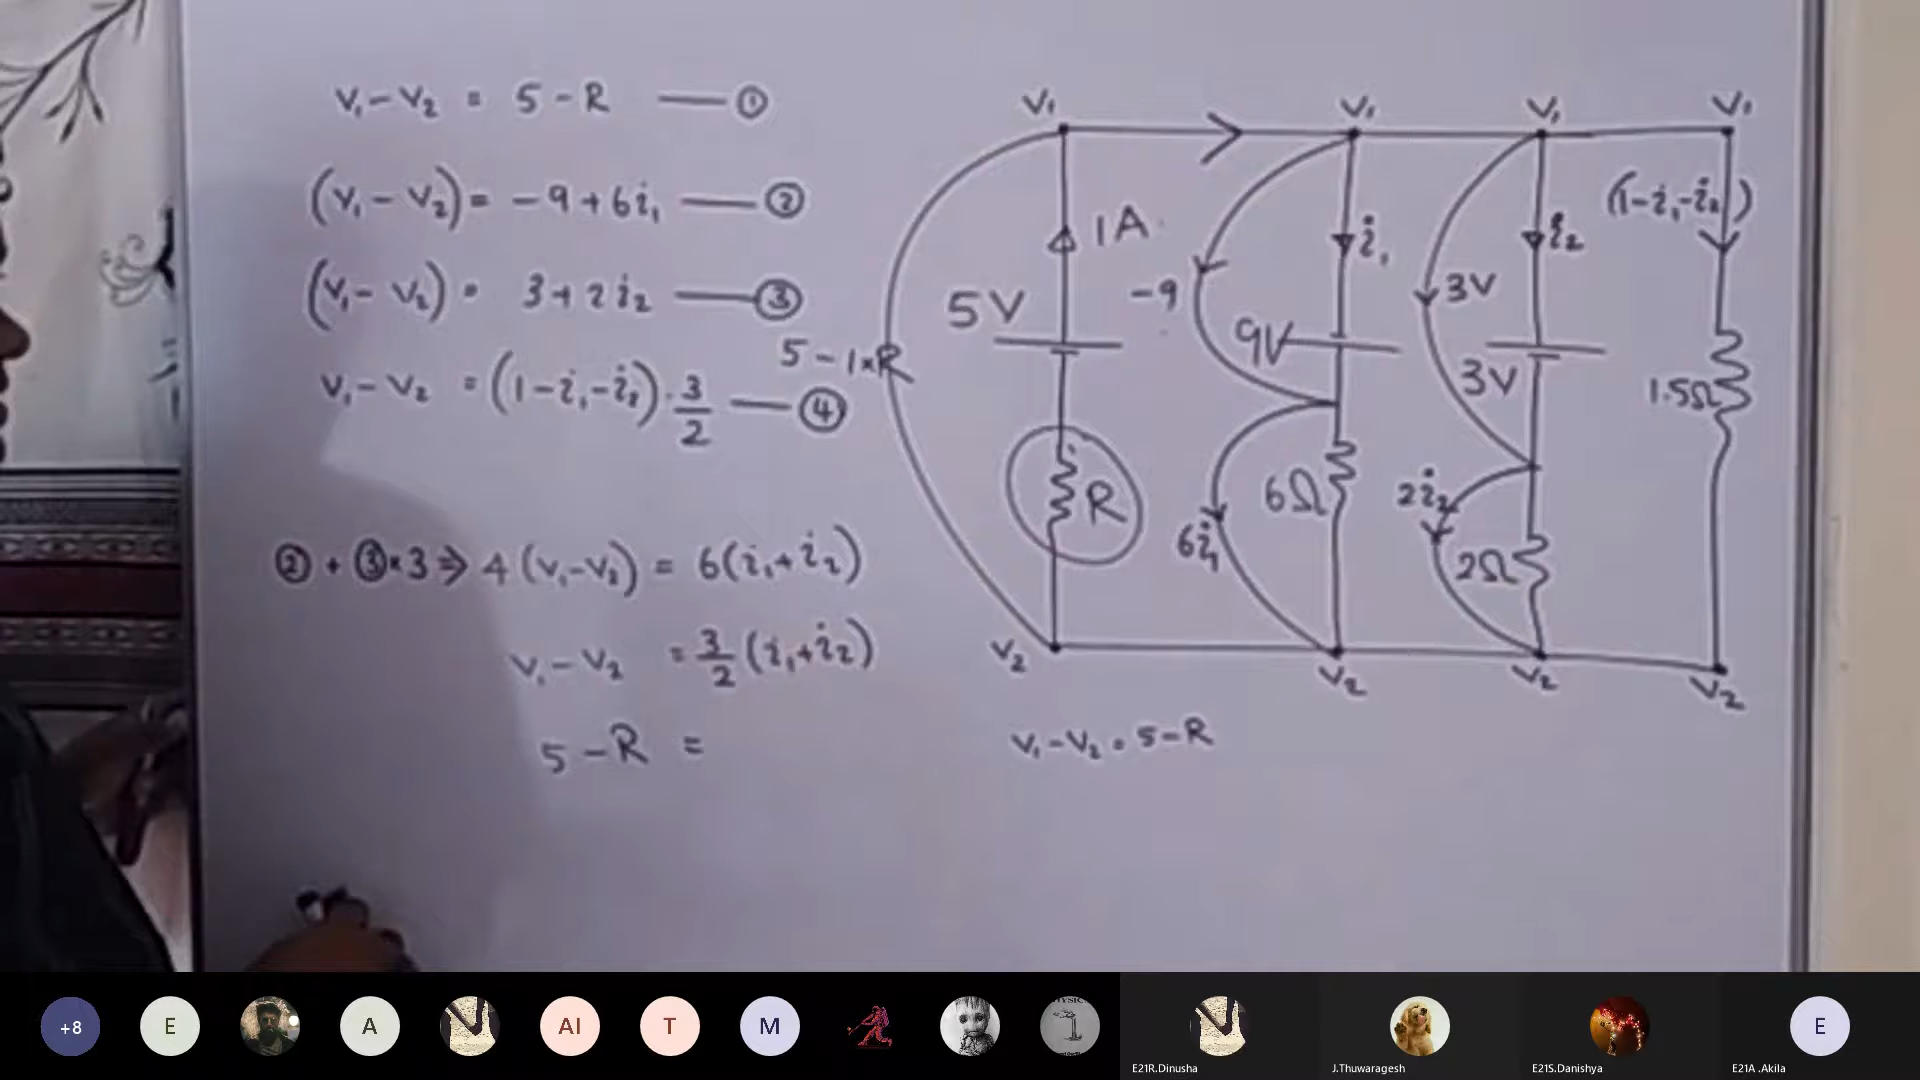 V₁ - V₂ = 5 - R —— ①
(V₁ - V₂) = -9 + 6i₁ —— ②
(V₁ - V₂) = 3 + 2i₂ —— ③
V₁ - V₂ = (1 - i₁ - i₂) · 3/2 —— ④
② + ③×3 ⇒ 4(V₁-V₂) = 6(i₁+i₂)
V₁ - V₂ = 3/2 (i₁+i₂)
5 - R =
V₁ V₁ V₁ V₁
1A i₁ i₂ (1-i₁-i₂)
5V -9 3V
5 - 1×R 9V 3V 1.5Ω
R 6Ω 2i₂
6i₁ 2Ω
V₂ V₂ V₂ V₂
V₁ - V₂ = 5 - R
+8 E A AI T M E
E21R.Dinusha J.Thuwaragesh E21S.Danishya E21A .Akila